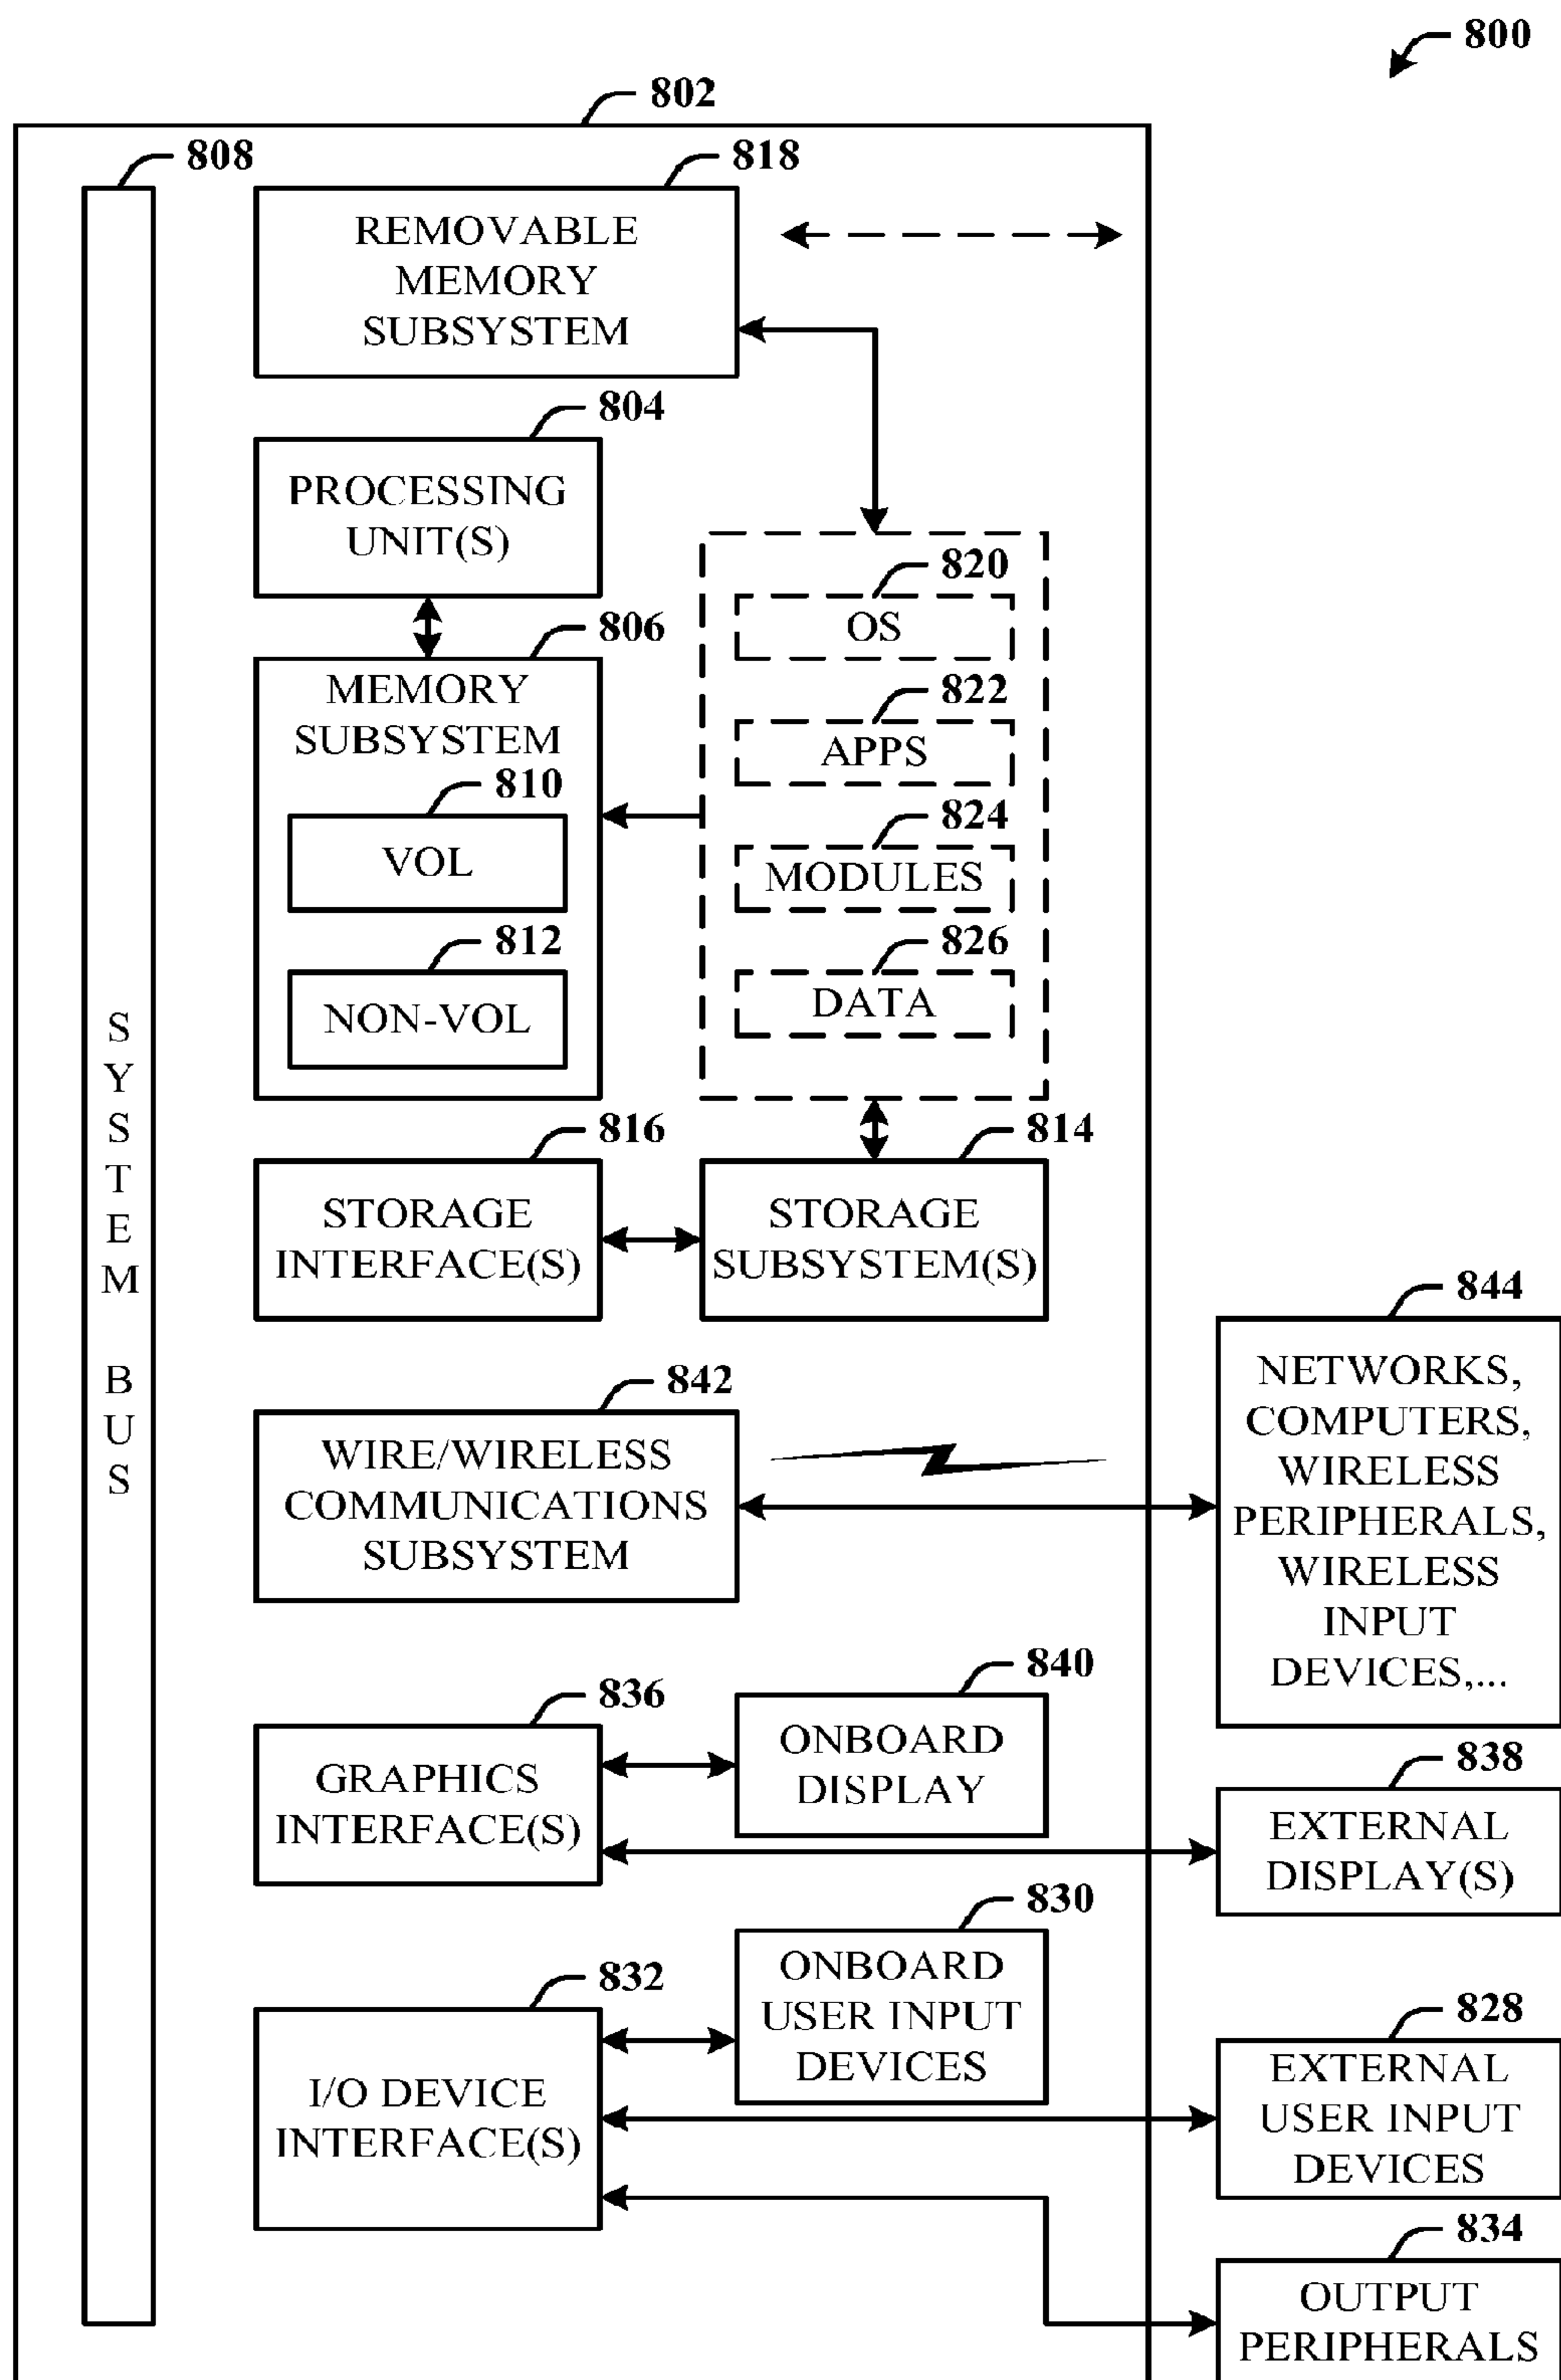 800
802
808
818
REMOVABLE
MEMORY
SUBSYSTEM
804
PROCESSING
UNIT(S)
820
OS
806
MEMORY
SUBSYSTEM
822
APPS
810
VOL
824
MODULES
812
NON-VOL
826
DATA
SYSTEM BUS
816
STORAGE
INTERFACE(S)
814
STORAGE
SUBSYSTEM(S)
844
NETWORKS,
COMPUTERS,
WIRELESS
PERIPHERALS,
WIRELESS
INPUT
DEVICES,...
842
WIRE/WIRELESS
COMMUNICATIONS
SUBSYSTEM
840
ONBOARD
DISPLAY
836
GRAPHICS
INTERFACE(S)
838
EXTERNAL
DISPLAY(S)
830
ONBOARD
USER INPUT
DEVICES
832
I/O DEVICE
INTERFACE(S)
828
EXTERNAL
USER INPUT
DEVICES
834
OUTPUT
PERIPHERALS